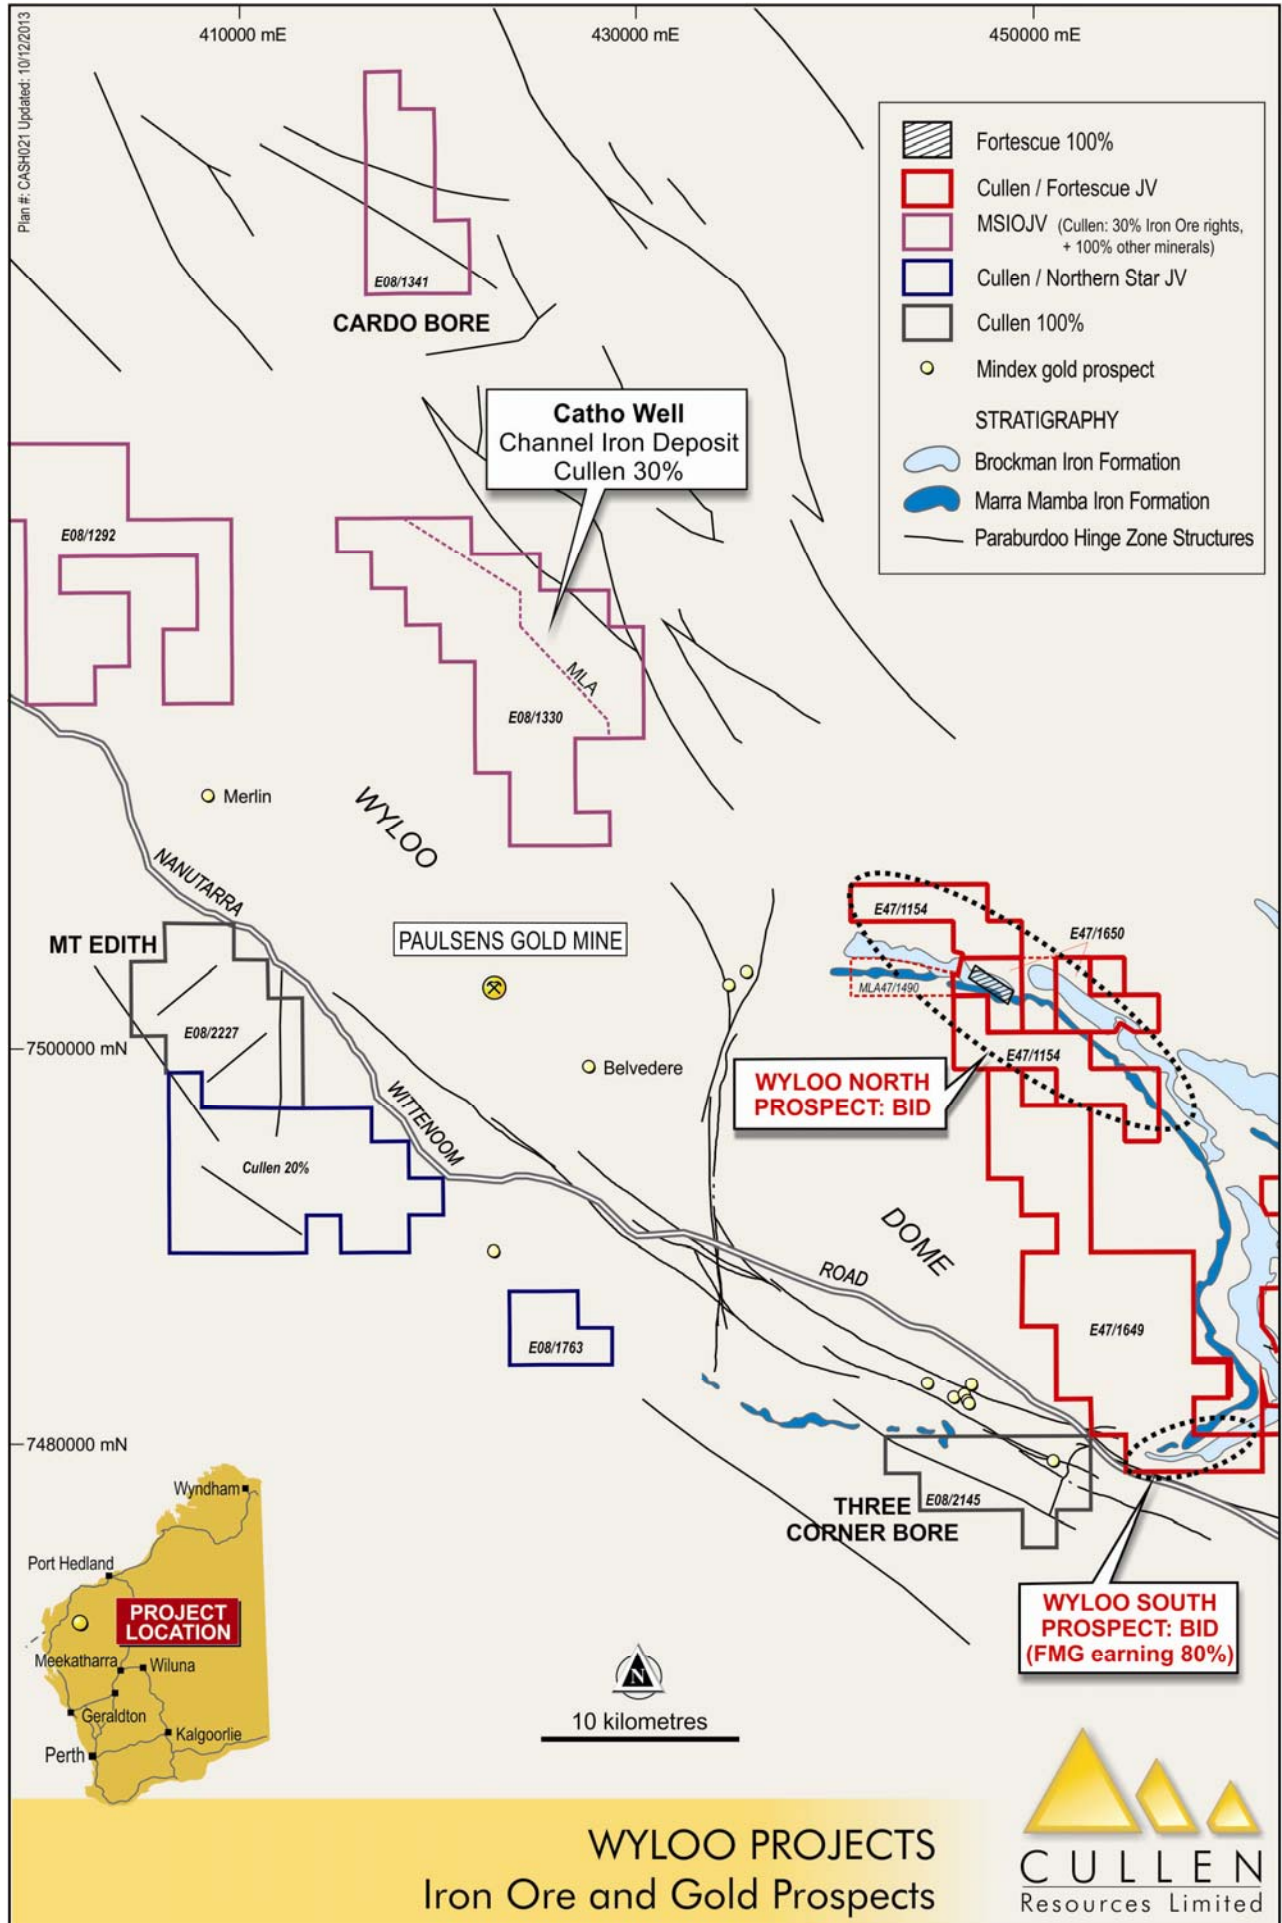 Plan #: CASH021 Updated: 10/12/2013
410000 mE
430000 mE
450000 mE
Fortescue 100%
Cullen / Fortescue JV
MSIOJV (Cullen: 30% Iron Ore rights,
+ 100% other minerals)
Cullen / Northern Star JV
Cullen 100%
Mindex gold prospect
STRATIGRAPHY
Brockman Iron Formation
Marra Mamba Iron Formation
Paraburdoo Hinge Zone Structures
E08/1341
CARDO BORE
Catho Well
Channel Iron Deposit
Cullen 30%
E08/1292
MLA
E08/1330
Merlin
WYLOO
NANUTARRA
MT EDITH
PAULSENS GOLD MINE
E47/1154
E47/1650
MLA47/1490
E08/2227
7500000 mN
E47/1154
Belvedere
WYLOO NORTH
PROSPECT: BID
WITTENOOM
Cullen 20%
DOME
ROAD
E08/1763
E47/1649
7480000 mN
E08/2145
THREE
CORNER BORE
WYLOO SOUTH
PROSPECT: BID
(FMG earning 80%)
Wyndham
Port Hedland
PROJECT
LOCATION
Meekatharra
Wiluna
Geraldton
Kalgoorlie
Perth
N
10 kilometres
WYLOO PROJECTS
Iron Ore and Gold Prospects
CULLEN
Resources Limited